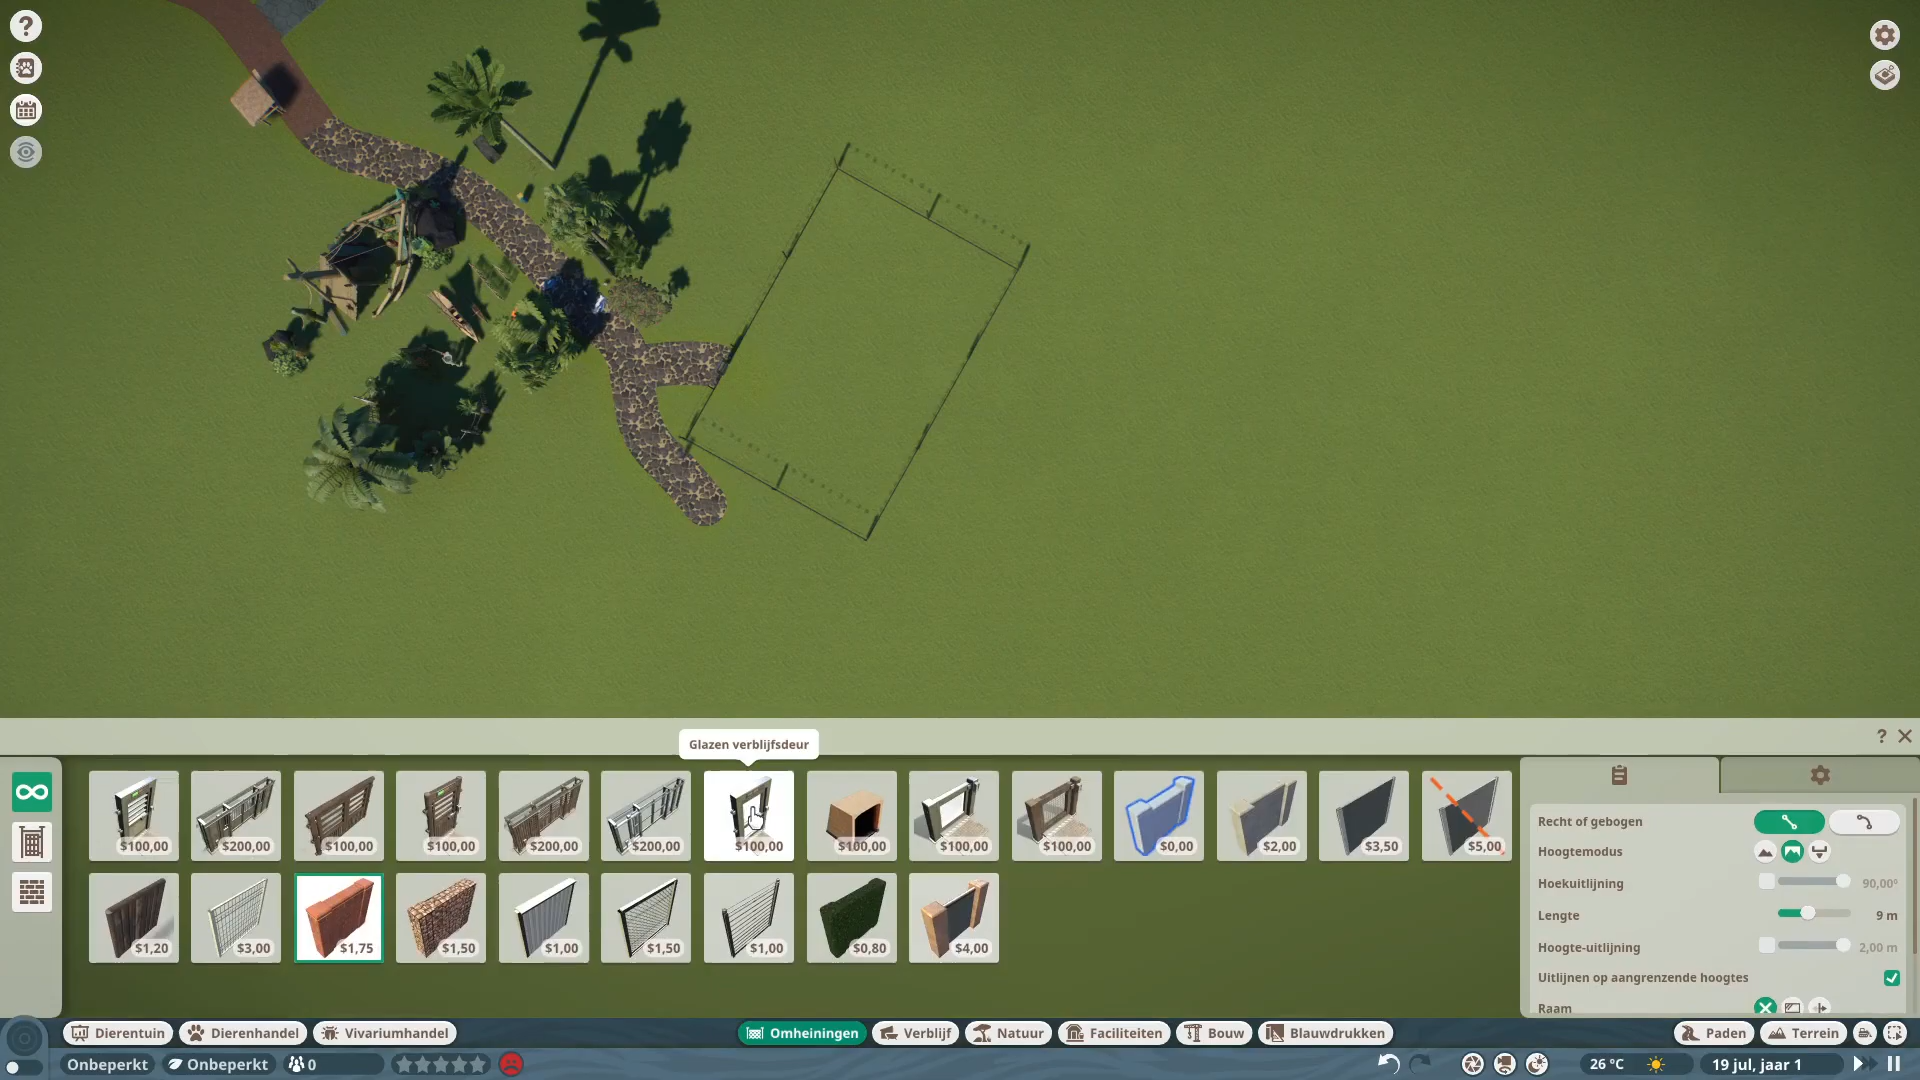 Glazen verblijfsdeur
?
$100,00 $200,00 $100,00 $100,00 $200,00 $200,00 $100,00 $100,00 $100,00 $100,00 $0,00 $2,00 $3,50 $5,00
$1,20 $3,00 $1,75 $1,50 $1,00 $1,50 $1,00 $0,80 $4,00
Recht of gebogen
Hoogtemodus
Hoekuitlijning 90,00°
Lengte 9 m
Hoogte-uitlijning 2,00 m
Uitlijnen op aangrenzende hoogtes
Raam
Dierentuin Dierenhandel Vivariumhandel Omheiningen Verblijf Natuur Faciliteiten Bouw Blauwdrukken Paden Terrein
Onbeperkt Onbeperkt 0 26 °C 19 jul, jaar 1